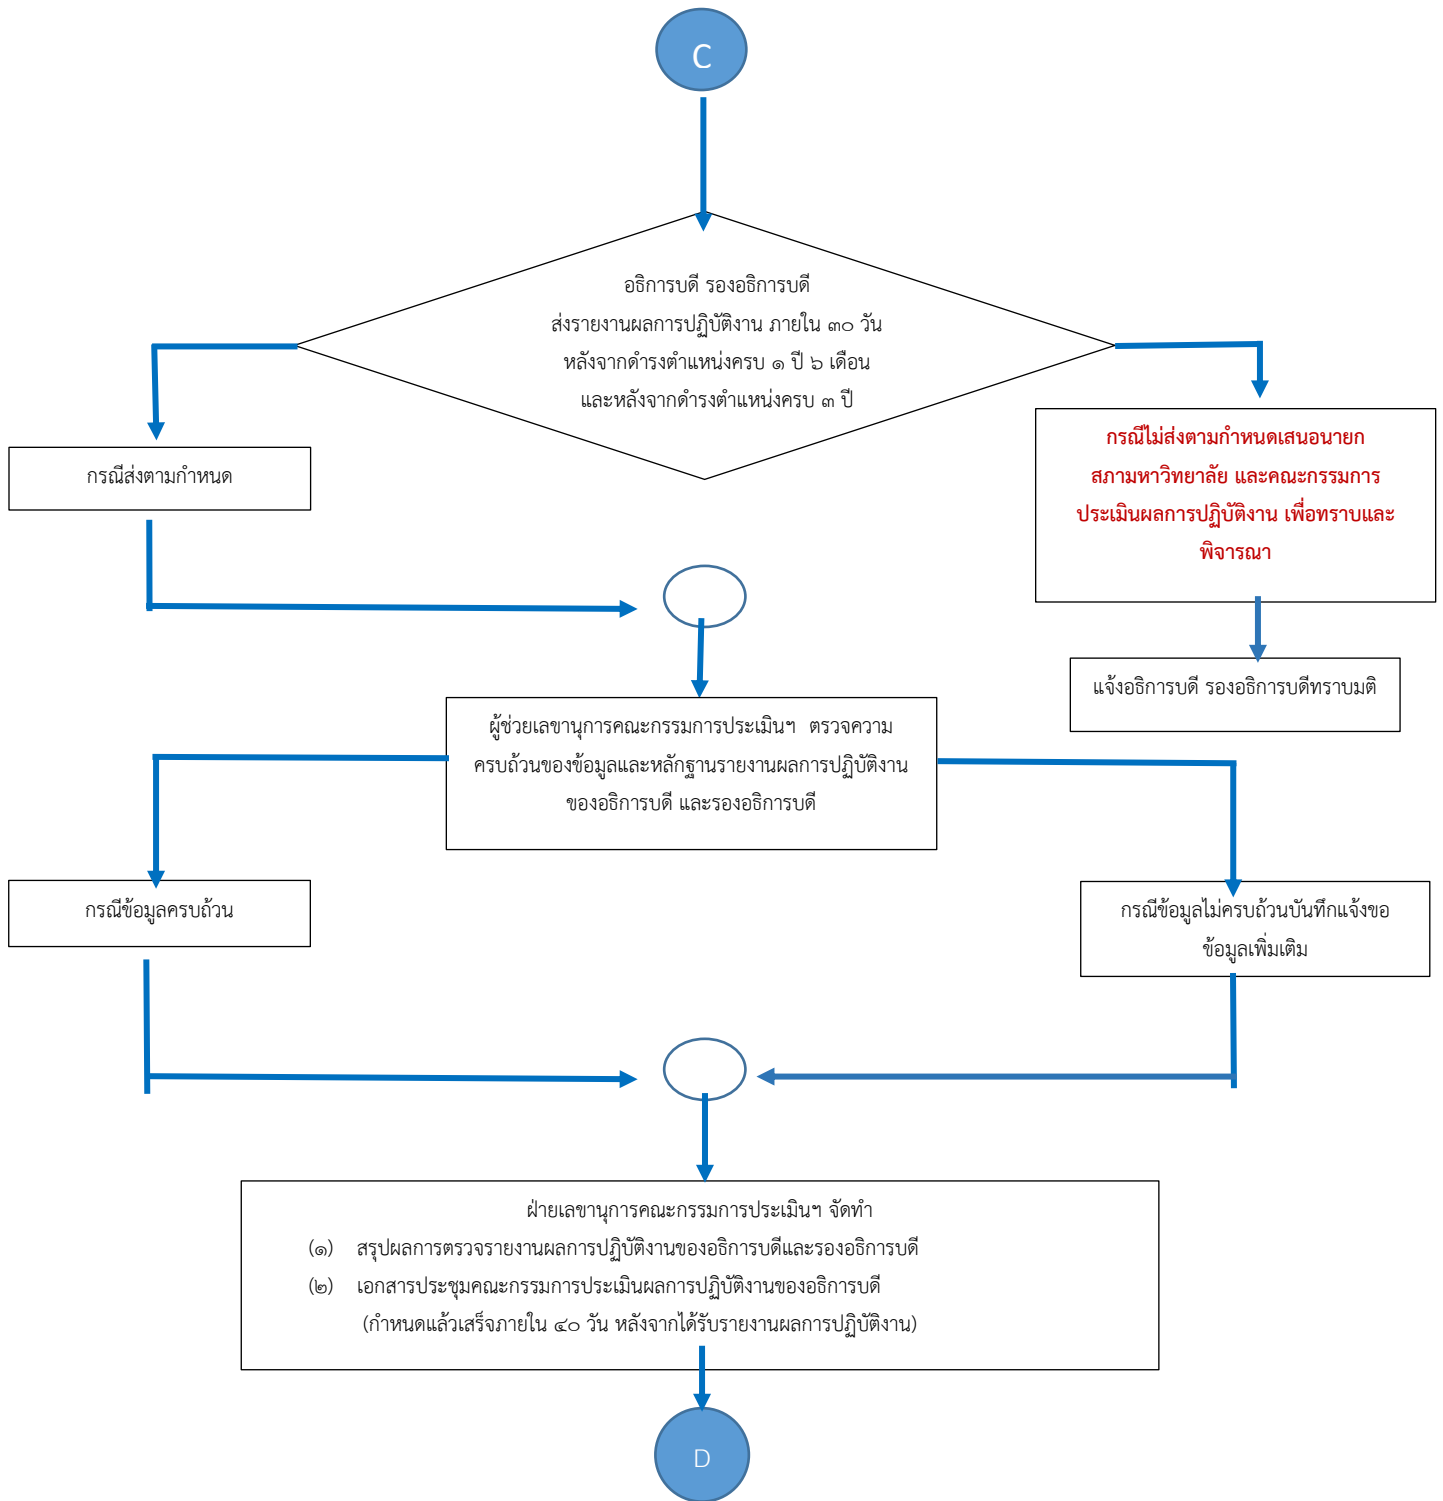 C
อธิการบดี รองอธิการบดี
ส่งรายงานผลการปฏิบัติงาน ภายใน ๓๐ วัน
หลังจากดำรงตำแหน่งครบ ๑ ปี ๖ เดือน
และหลังจากดำรงตำแหน่งครบ ๓ ปี
กรณีส่งตามกำหนด
กรณีไม่ส่งตามกำหนดเสนอนายก
สภามหาวิทยาลัย และคณะกรรมการ
ประเมินผลการปฏิบัติงาน เพื่อทราบและ
พิจารณา
แจ้งอธิการบดี รองอธิการบดีทราบมติ
ผู้ช่วยเลขานุการคณะกรรมการประเมินฯ ตรวจความ
ครบถ้วนของข้อมูลและหลักฐานรายงานผลการปฏิบัติงาน
ของอธิการบดี และรองอธิการบดี
กรณีข้อมูลครบถ้วน
กรณีข้อมูลไม่ครบถ้วนบันทึกแจ้งขอ
ข้อมูลเพิ่มเติม
ฝ่ายเลขานุการคณะกรรมการประเมินฯ จัดทำ
(๑) สรุปผลการตรวจรายงานผลการปฏิบัติงานของอธิการบดีและรองอธิการบดี
(๒) เอกสารประชุมคณะกรรมการประเมินผลการปฏิบัติงานของอธิการบดี
(กำหนดแล้วเสร็จภายใน ๔๐ วัน หลังจากได้รับรายงานผลการปฏิบัติงาน)
D